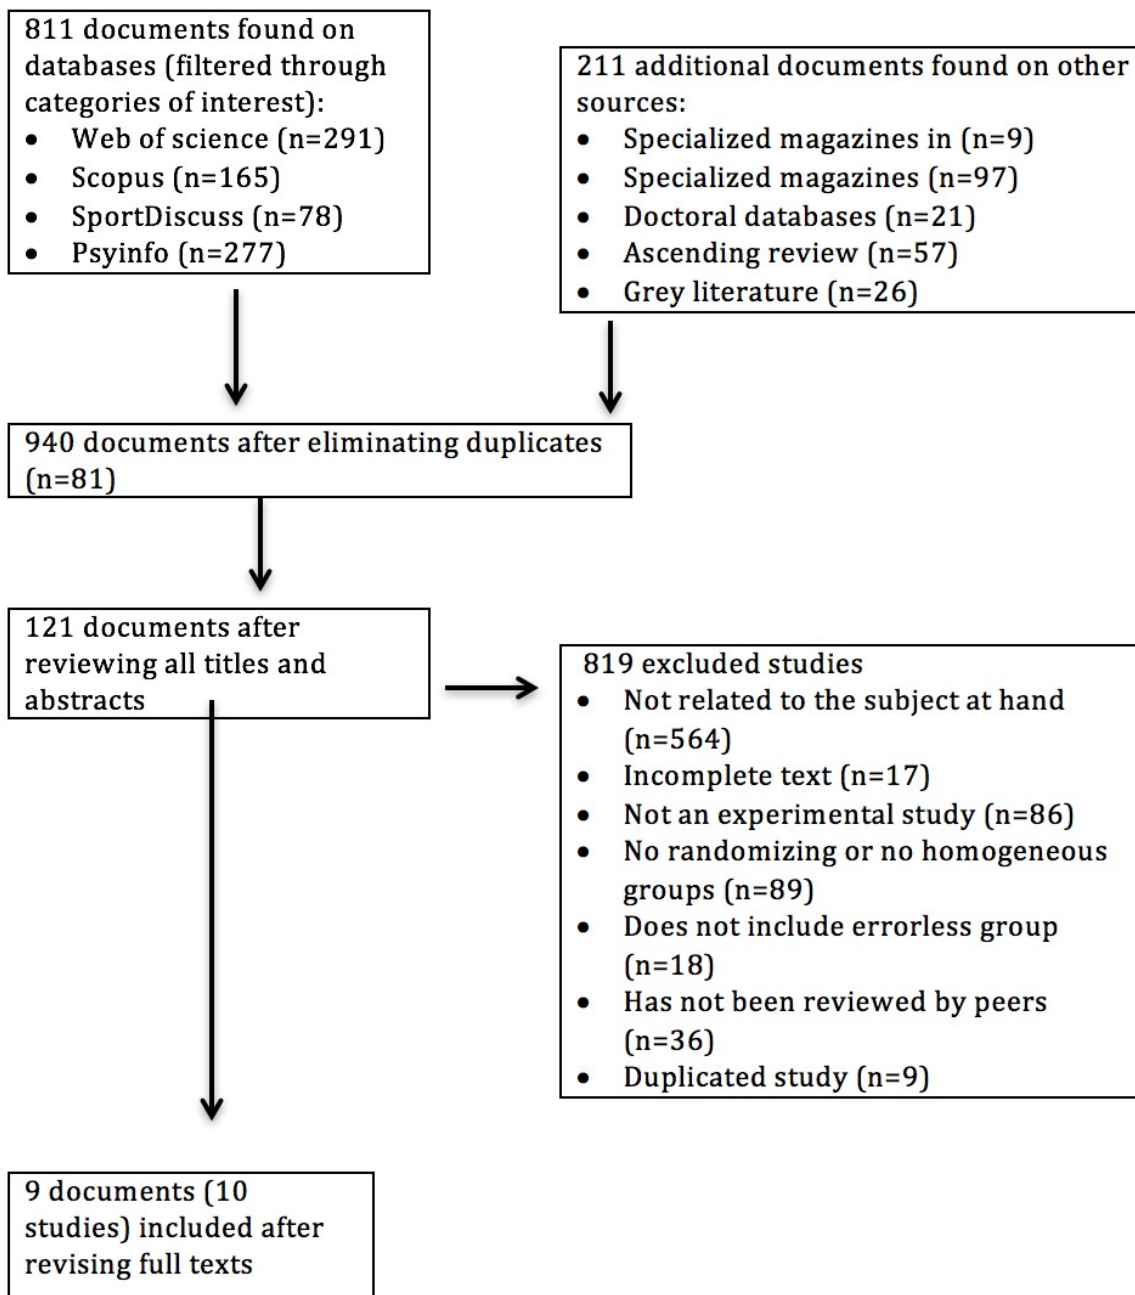 811 documents found on
databases (filtered through
categories of interest):
• Web of science (n=291)
• Scopus (n=165)
• SportDiscuss (n=78)
• Psyinfo (n=277)
211 additional documents found on other
sources:
• Specialized magazines in (n=9)
• Specialized magazines (n=97)
• Doctoral databases (n=21)
• Ascending review (n=57)
• Grey literature (n=26)
940 documents after eliminating duplicates
(n=81)
121 documents after
reviewing all titles and
abstracts
819 excluded studies
• Not related to the subject at hand
(n=564)
• Incomplete text (n=17)
• Not an experimental study (n=86)
• No randomizing or no homogeneous
groups (n=89)
• Does not include errorless group
(n=18)
• Has not been reviewed by peers
(n=36)
• Duplicated study (n=9)
9 documents (10
studies) included after
revising full texts